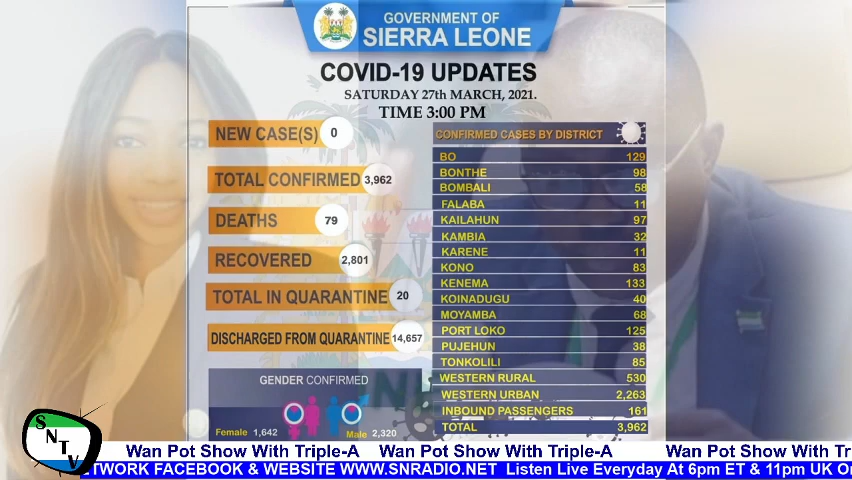 GOVERNMENT OF
SIERRA LEONE
COVID-19 UPDATES
SATURDAY 27th MARCH, 2021.
TIME 3:00 PM
NEW CASE(S) 0
TOTAL CONFIRMED 3,962
DEATHS 79
RECOVERED 2,801
TOTAL IN QUARANTINE 20
DISCHARGED FROM QUARANTINE 14,657
GENDER CONFIRMED
Female 1,642 Male 2,320
CONFIRMED CASES BY DISTRICT
BO 129
BONTHE 98
BOMBALI 58
FALABA 11
KAILAHUN 97
KAMBIA 32
KARENE 11
KONO 83
KENEMA 133
KOINADUGU 40
MOYAMBA 68
PORT LOKO 125
PUJEHUN 38
TONKOLILI 85
WESTERN RURAL 530
WESTERN URBAN 2,263
INBOUND PASSENGERS 161
TOTAL 3,962
SNTV
Wan Pot Show With Triple-A Wan Pot Show With Triple-A Wan Pot Show With Tr
ETWORK FACEBOOK & WEBSITE WWW.SNRADIO.NET Listen Live Everyday At 6pm ET & 11pm UK On